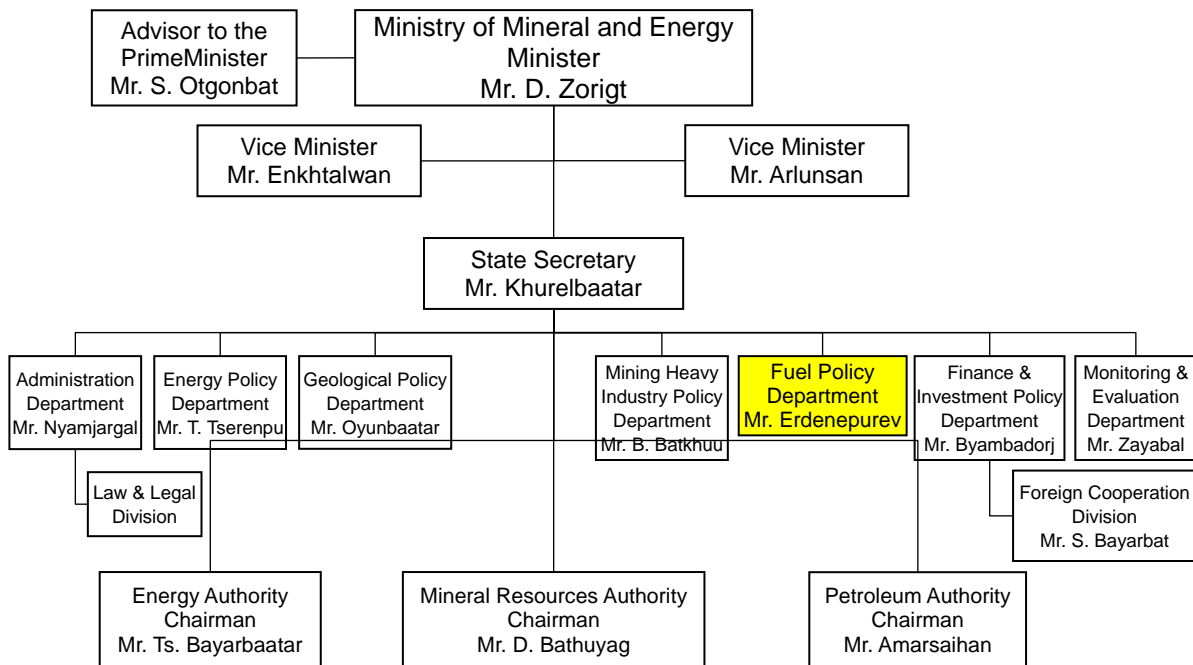 Advisor to the
PrimeMinister
Mr. S. Otgonbat
Ministry of Mineral and Energy
Minister
Mr. D. Zorigt
Vice Minister
Mr. Enkhtalwan
Vice Minister
Mr. Arlunsan
State Secretary
Mr. Khurelbaatar
Administration
Department
Mr. Nyamjargal
Energy Policy
Department
Mr. T. Tserenpu
Geological Policy
Department
Mr. Oyunbaatar
Mining Heavy
Industry Policy
Department
Mr. B. Batkhuu
Fuel Policy
Department
Mr. Erdenepurev
Finance &
Investment Policy
Department
Mr. Byambadorj
Monitoring &
Evaluation
Department
Mr. Zayabal
Law & Legal
Division
Foreign Cooperation
Division
Mr. S. Bayarbat
Energy Authority
Chairman
Mr. Ts. Bayarbaatar
Mineral Resources Authority
Chairman
Mr. D. Bathuyag
Petroleum Authority
Chairman
Mr. Amarsaihan